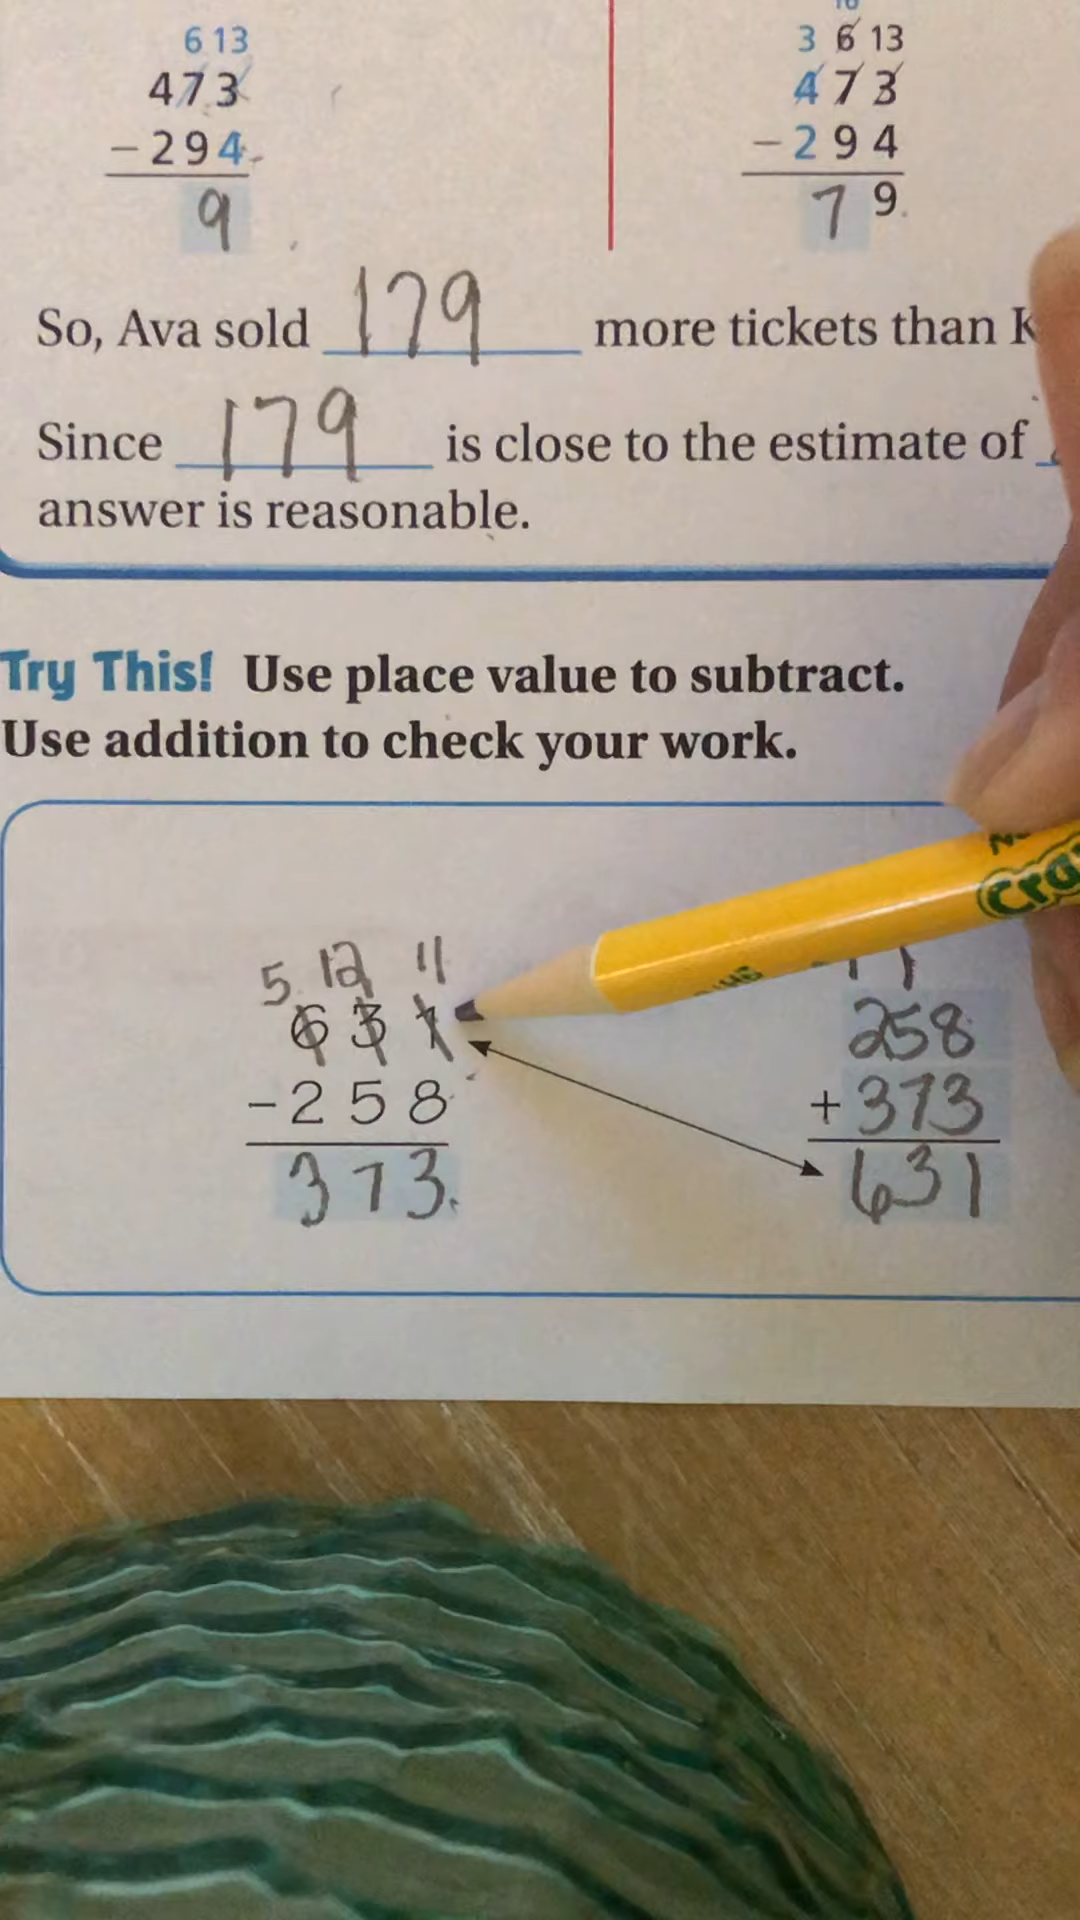 6 13
473
- 294
9
3 6 13
473
- 294
79
So, Ava sold 179 more tickets than K
Since 179 is close to the estimate of
answer is reasonable.
Try This! Use place value to subtract.
Use addition to check your work.
5 12 11
631
- 258
373
1 1
258
+ 373
631